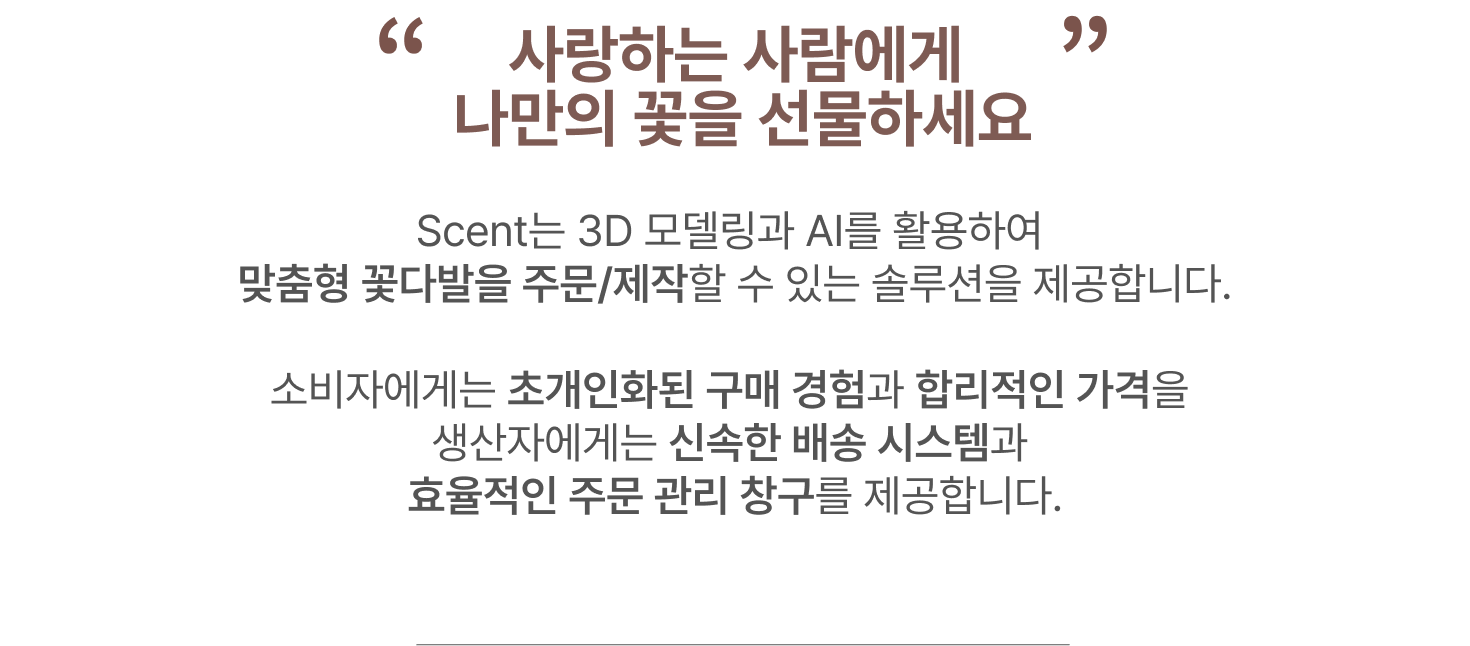 “ 사랑하는 사람에게 ”
나만의 꽃을 선물하세요
Scent는 3D 모델링과 AI를 활용하여
맞춤형 꽃다발을 주문/제작할 수 있는 솔루션을 제공합니다.
소비자에게는 초개인화된 구매 경험과 합리적인 가격을
생산자에게는 신속한 배송 시스템과
효율적인 주문 관리 창구를 제공합니다.